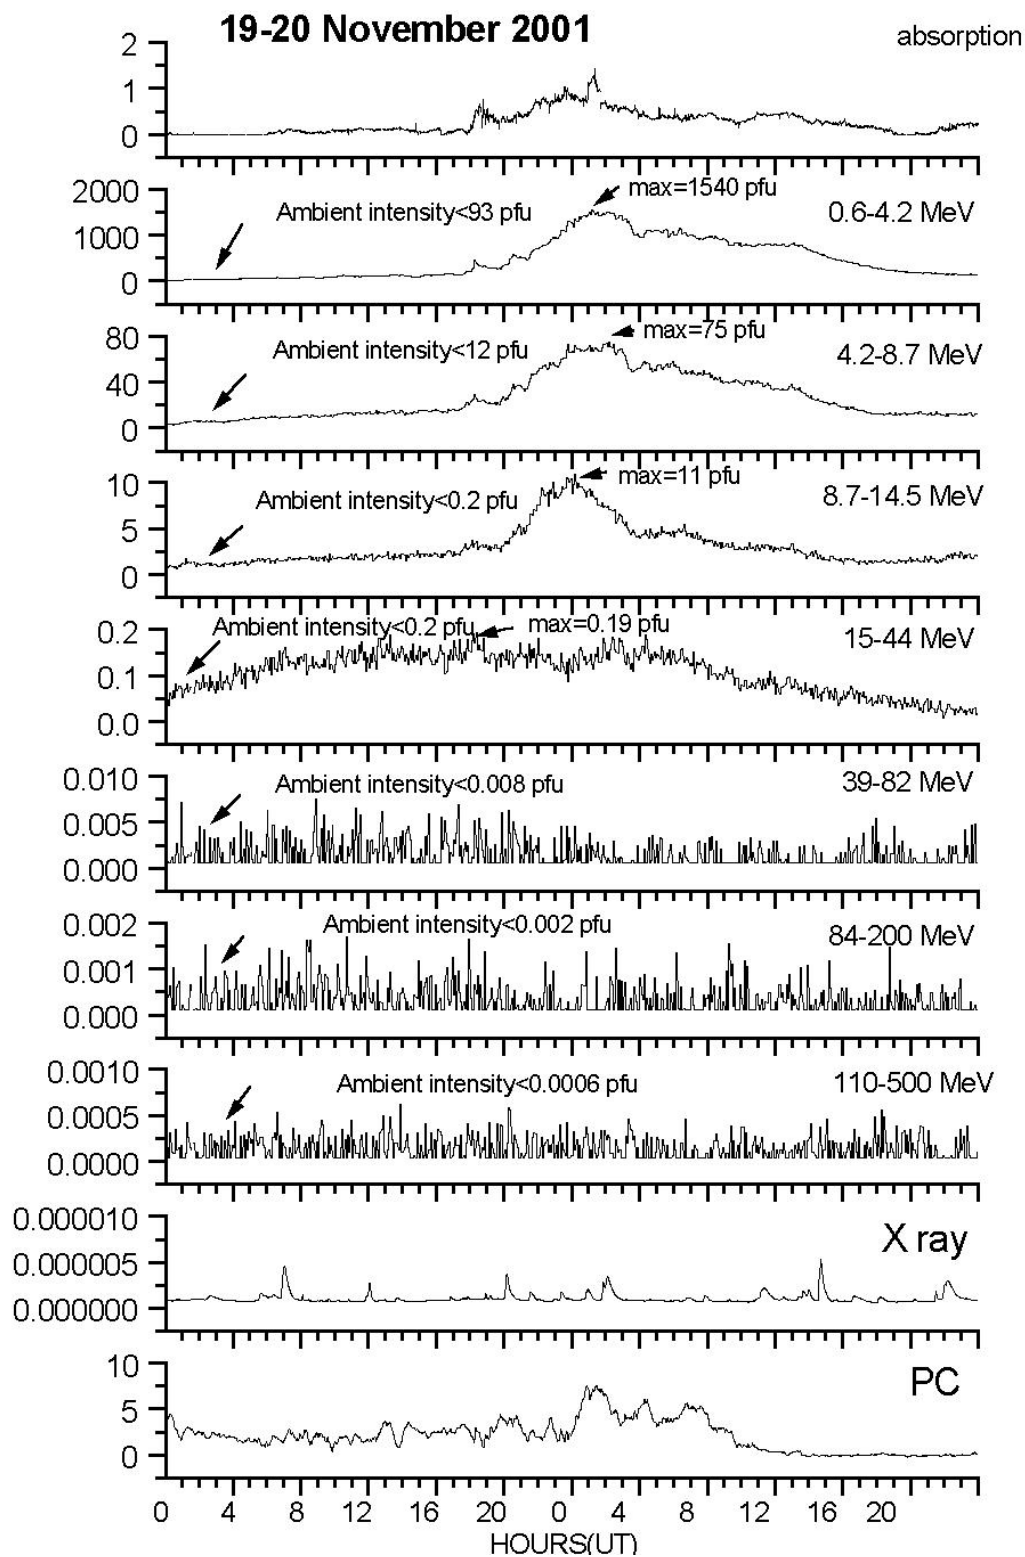 19-20 November 2001
absorption
2
1
0
max=1540 pfu
2000
Ambient intensity<93 pfu
0.6-4.2 MeV
1000
0
max=75 pfu
80
Ambient intensity<12 pfu
4.2-8.7 MeV
40
0
max=11 pfu
10
Ambient intensity<0.2 pfu
8.7-14.5 MeV
5
0
Ambient intensity<0.2 pfu
max=0.19 pfu
0.2
15-44 MeV
0.1
0.0
0.010
Ambient intensity<0.008 pfu
39-82 MeV
0.005
0.000
0.002
Ambient intensity<0.002 pfu
84-200 MeV
0.001
0.000
0.0010
Ambient intensity<0.0006 pfu
110-500 MeV
0.0005
0.0000
0.000010
X ray
0.000005
0.000000
10
PC
5
0
0 4 8 12 16 20 0 4 8 12 16 20
HOURS(UT)